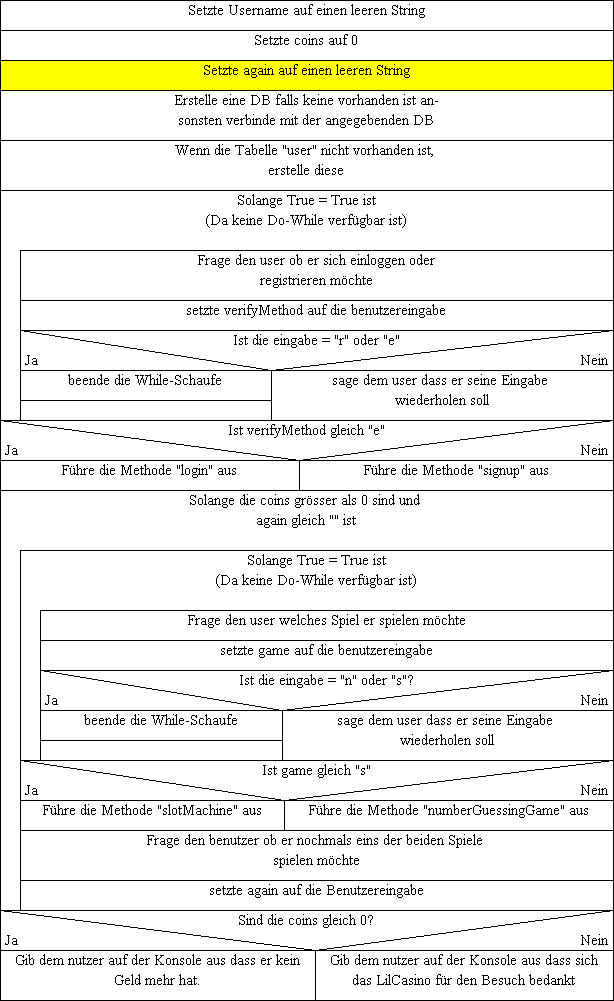 Setzte Username auf einen leeren String
Setzte coins auf 0
Setzte again auf einen leeren String
Erstelle eine DB falls keine vorhanden ist an-
sonsten verbinde mit der angegebenden DB
Wenn die Tabelle "user" nicht vorhanden ist,
erstelle diese
Solange True = True ist
(Da keine Do-While verfügbar ist)
Frage den user ob er sich einloggen oder
registrieren möchte
setzte verifyMethod auf die benutzereingabe
Ist die eingabe = "r" oder "e"
Ja
Nein
beende die While-Schaufe
sage dem user dass er seine Eingabe
wiederholen soll
Ist verifyMethod gleich "e"
Ja
Nein
Führe die Methode "login" aus
Führe die Methode "signup" aus
Solange die coins grösser als 0 sind und
again gleich "" ist
Solange True = True ist
(Da keine Do-While verfügbar ist)
Frage den user welches Spiel er spielen möchte
setzte game auf die benutzereingabe
Ist die eingabe = "n" oder "s"?
Ja
Nein
beende die While-Schaufe
sage dem user dass er seine Eingabe
wiederholen soll
Ist game gleich "s"
Ja
Nein
Führe die Methode "slotMachine" aus
Führe die Methode "numberGuessingGame" aus
Frage den benutzer ob er nochmals eins der beiden Spiele
spielen möchte
setzte again auf die Benutzereingabe
Sind die coins gleich 0?
Ja
Nein
Gib dem nutzer auf der Konsole aus dass er kein
Geld mehr hat.
Gib dem nutzer auf der Konsole aus dass sich
das LilCasino für den Besuch bedankt